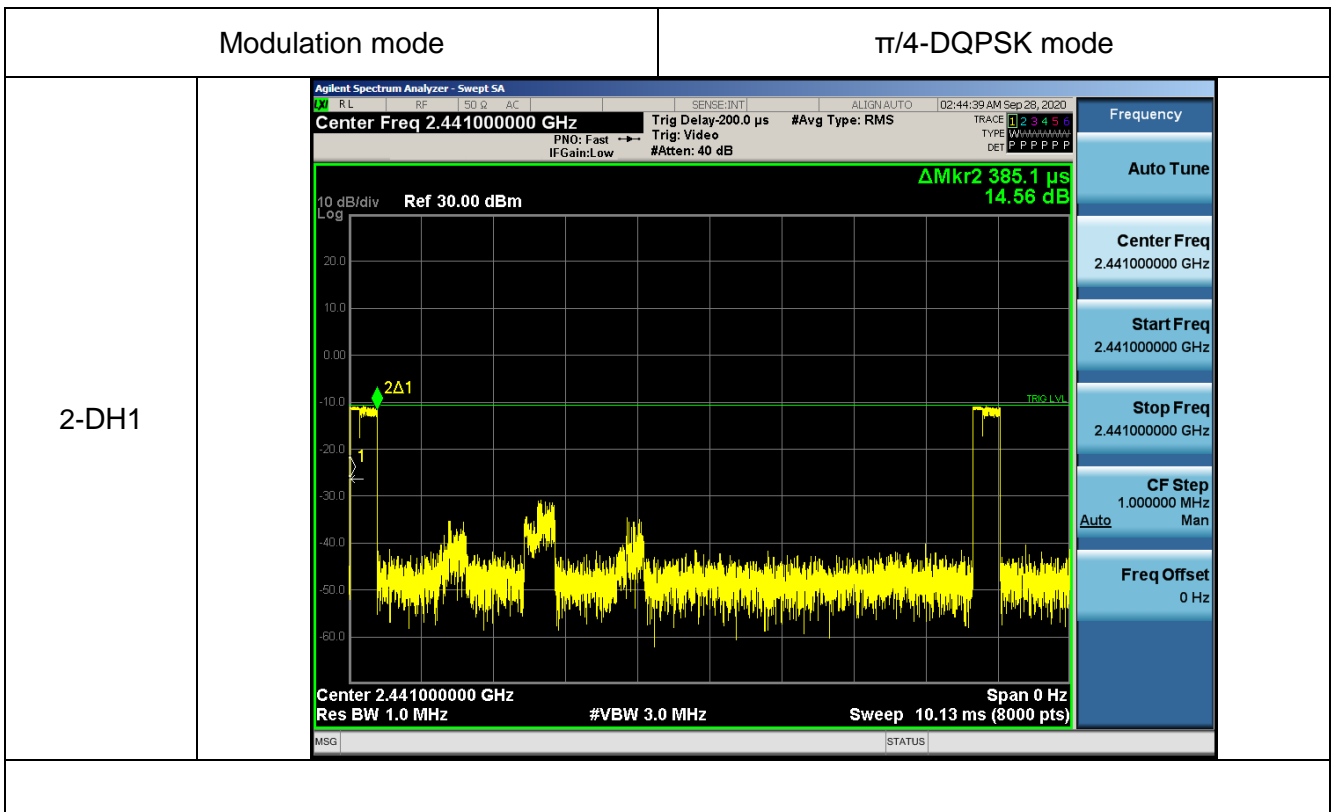 Modulation mode π/4-DQPSK mode
2-DH1
Agilent Spectrum Analyzer - Swept SA
LXI RL RF 50 Ω AC SENSE:INT ALIGN AUTO 02:44:39 AM Sep 28, 2020
Center Freq 2.441000000 GHz
PNO: Fast
IFGain:Low
Trig Delay-200.0 µs
Trig: Video
#Atten: 40 dB
#Avg Type: RMS
TRACE 1 2 3 4 5 6
TYPE WWWWWW
DET P P P P P P
ΔMkr2 385.1 µs
14.56 dB
10 dB/div Ref 30.00 dBm
Log
20.0
10.0
0.00
-10.0
-20.0
-30.0
-40.0
-50.0
-60.0
2Δ1
1
TRIG LVL
Center 2.441000000 GHz Span 0 Hz
Res BW 1.0 MHz #VBW 3.0 MHz Sweep 10.13 ms (8000 pts)
MSG STATUS
Frequency
Auto Tune
Center Freq
2.441000000 GHz
Start Freq
2.441000000 GHz
Stop Freq
2.441000000 GHz
CF Step
1.000000 MHz
Auto Man
Freq Offset
0 Hz